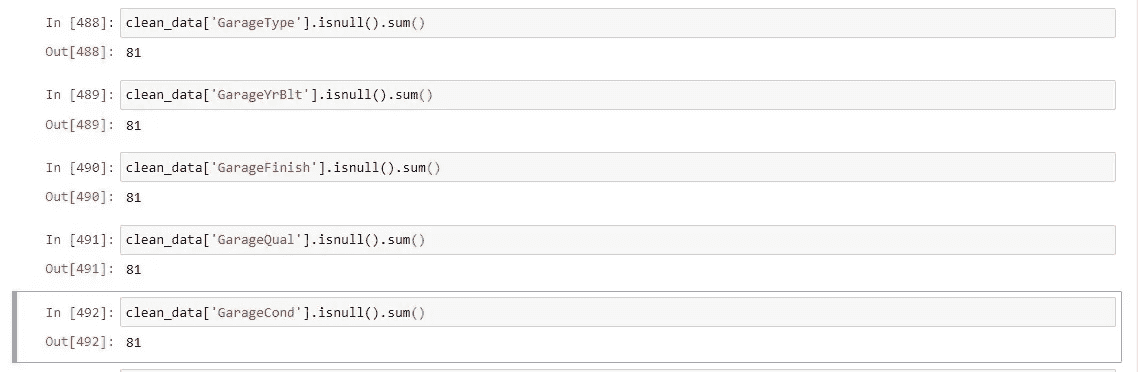 In [488]: clean_data['GarageType'].isnull().sum()
Out[488]: 81
In [489]: clean_data['GarageYrBlt'].isnull().sum()
Out[489]: 81
In [490]: clean_data['GarageFinish'].isnull().sum()
Out[490]: 81
In [491]: clean_data['GarageQual'].isnull().sum()
Out[491]: 81
In [492]: clean_data['GarageCond'].isnull().sum()
Out[492]: 81